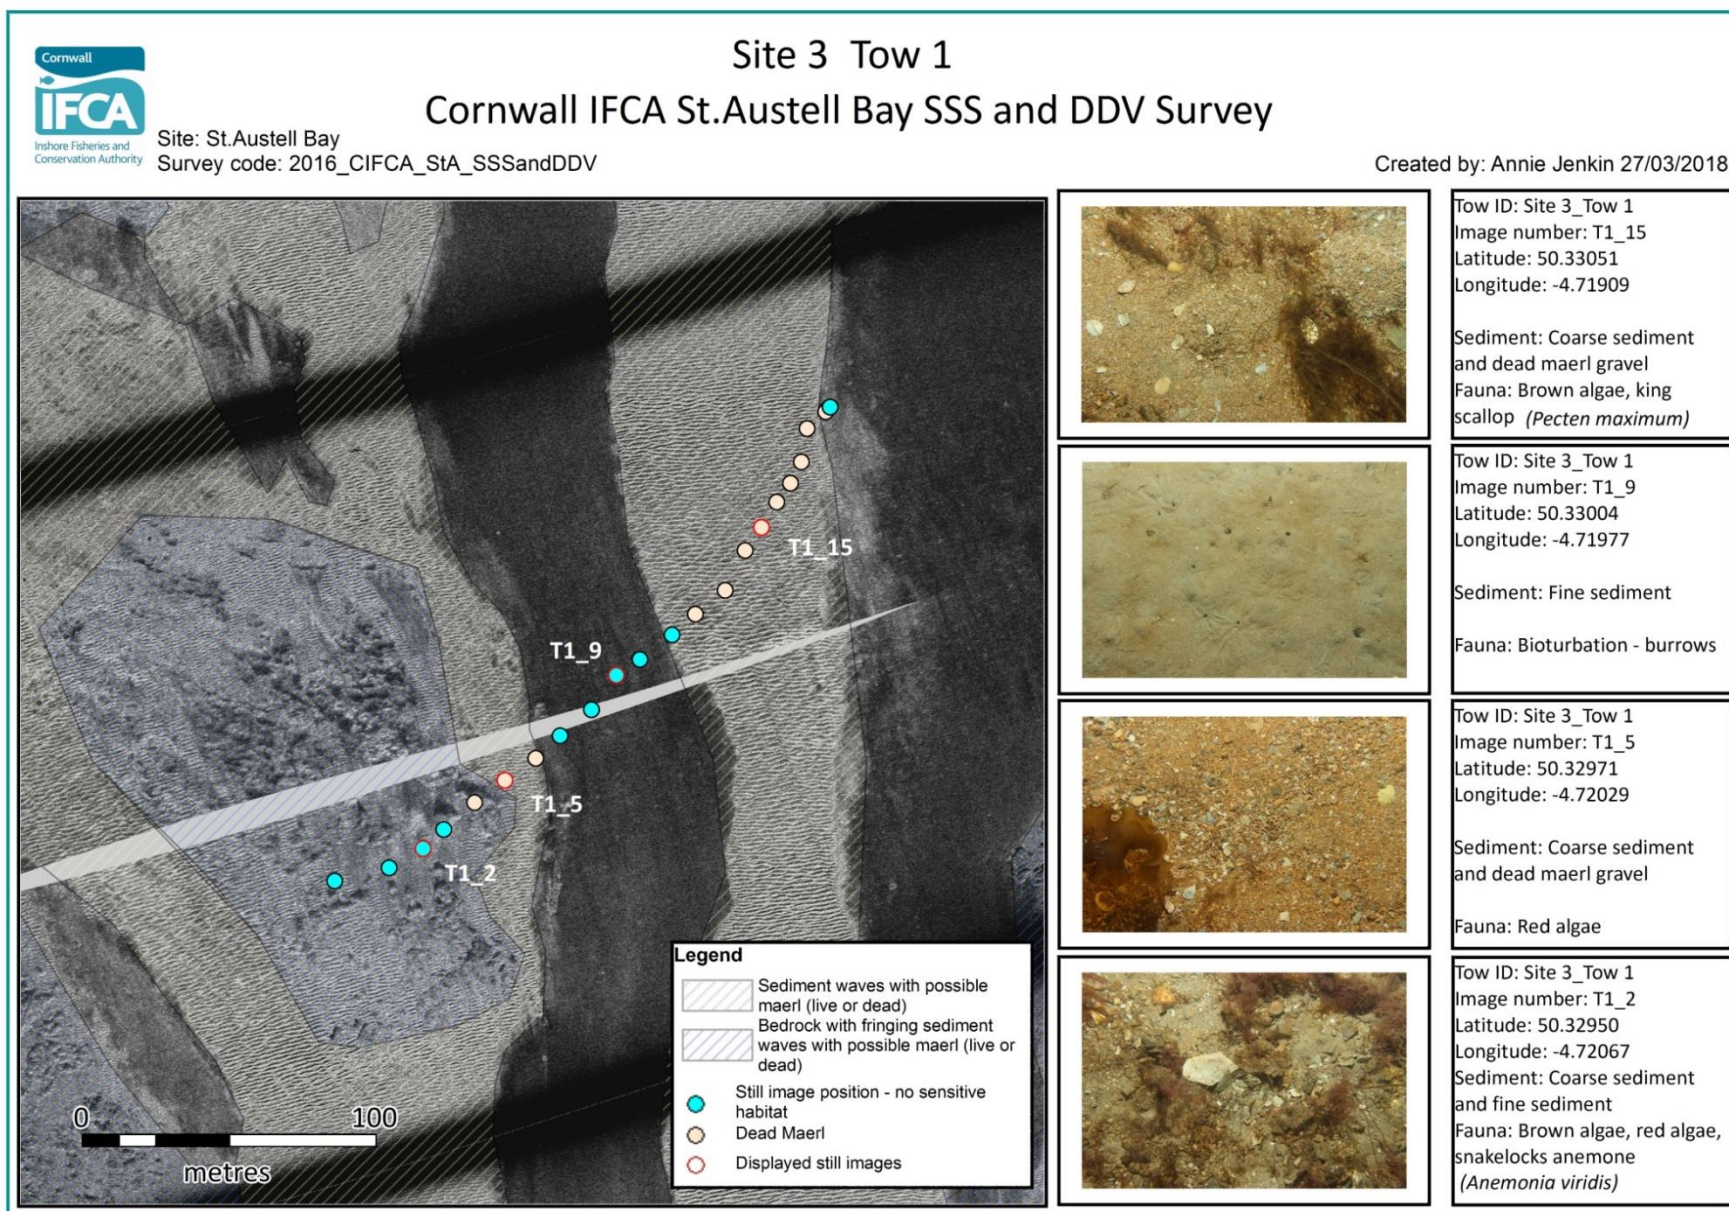 Cornwall
IFCA
Inshore Fisheries and
Conservation Authority
Site 3 Tow 1
Cornwall IFCA St.Austell Bay SSS and DDV Survey
Site: St.Austell Bay
Survey code: 2016_CIFCA_StA_SSSandDDV
Created by: Annie Jenkin 27/03/2018
T1_15
T1_9
T1_5
T1_2
0 100
metres
Legend
Sediment waves with possible
maerl (live or dead)
Bedrock with fringing sediment
waves with possible maerl (live or
dead)
Still image position - no sensitive
habitat
Dead Maerl
Displayed still images
Tow ID: Site 3_Tow 1
Image number: T1_15
Latitude: 50.33051
Longitude: -4.71909
Sediment: Coarse sediment
and dead maerl gravel
Fauna: Brown algae, king
scallop (Pecten maximum)
Tow ID: Site 3_Tow 1
Image number: T1_9
Latitude: 50.33004
Longitude: -4.71977
Sediment: Fine sediment
Fauna: Bioturbation - burrows
Tow ID: Site 3_Tow 1
Image number: T1_5
Latitude: 50.32971
Longitude: -4.72029
Sediment: Coarse sediment
and dead maerl gravel
Fauna: Red algae
Tow ID: Site 3_Tow 1
Image number: T1_2
Latitude: 50.32950
Longitude: -4.72067
Sediment: Coarse sediment
and fine sediment
Fauna: Brown algae, red algae,
snakelocks anemone
(Anemonia viridis)